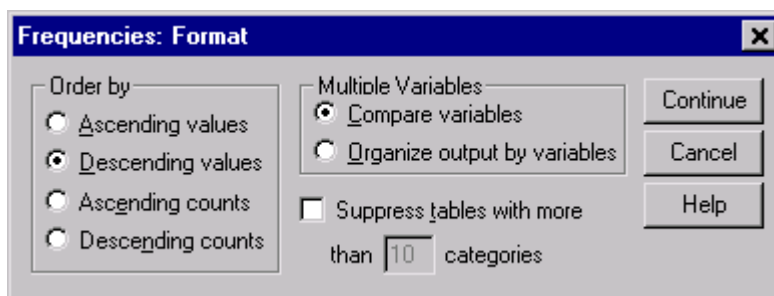 Frequencies: Format
Order by
Ascending values
Descending values
Ascending counts
Descending counts
Multiple Variables
Compare variables
Organize output by variables
Suppress tables with more
than 10 categories
Continue
Cancel
Help